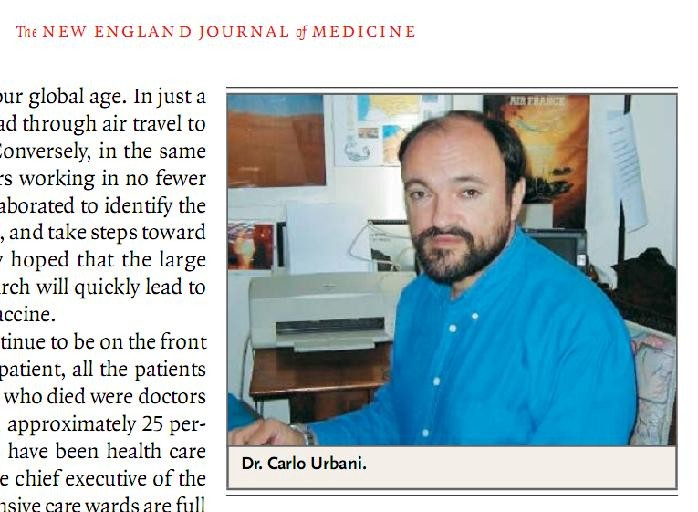 The NEW ENGLAND JOURNAL of MEDICINE
our global age. In just a
ad through air travel to
Conversely, in the same
rs working in no fewer
aborated to identify the
, and take steps toward
y hoped that the large
rch will quickly lead to
accine.
tinue to be on the front
patient, all the patients
who died were doctors
approximately 25 per-
have been health care
e chief executive of the
nsive care wards are full
AIR FRANCE
Dr. Carlo Urbani.